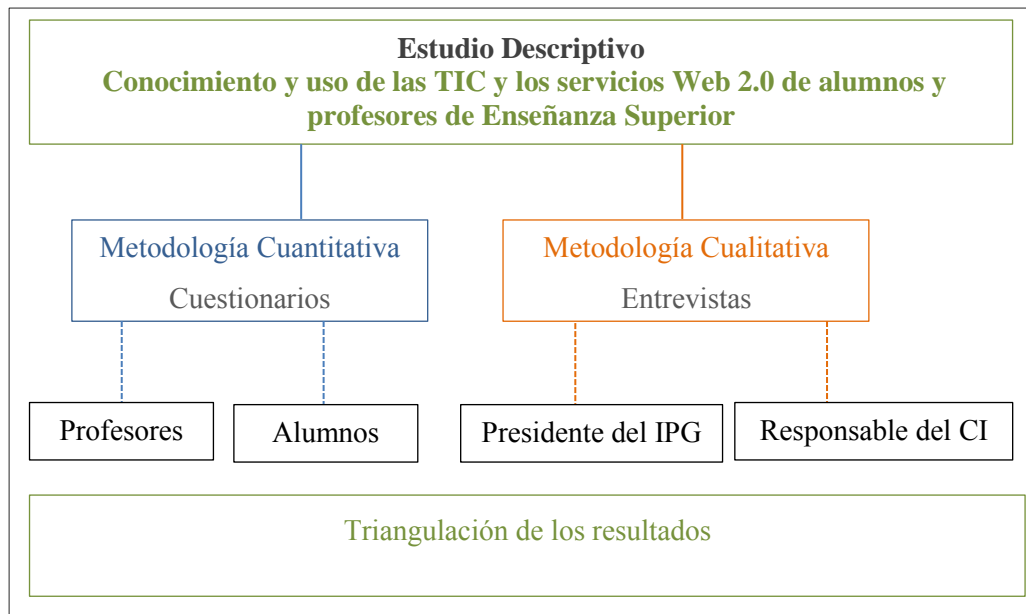 Estudio Descriptivo
Conocimiento y uso de las TIC y los servicios Web 2.0 de alumnos y
profesores de Enseñanza Superior
Metodología Cuantitativa
Cuestionarios
Metodología Cualitativa
Entrevistas
Profesores
Alumnos
Presidente del IPG
Responsable del CI
Triangulación de los resultados